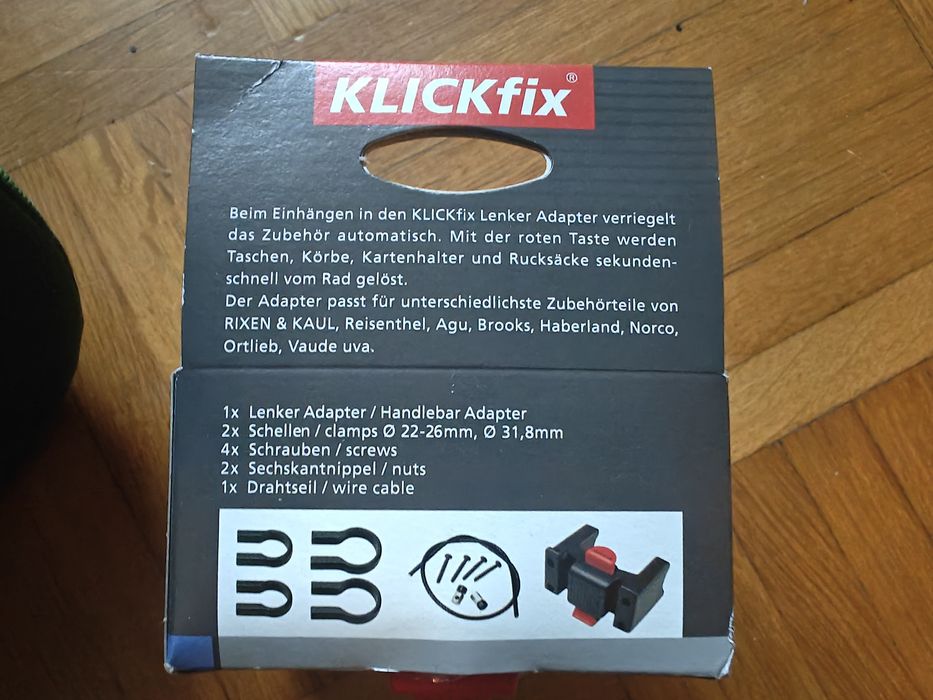 KLICKfix®
Beim Einhängen in den KLICKfix Lenker Adapter verriegelt
das Zubehör automatisch. Mit der roten Taste werden
Taschen, Körbe, Kartenhalter und Rucksäcke sekunden-
schnell vom Rad gelöst.
Der Adapter passt für unterschiedlichste Zubehörteile von
RIXEN & KAUL, Reisenthel, Agu, Brooks, Haberland, Norco,
Ortlieb, Vaude uva.
1x Lenker Adapter / Handlebar Adapter
2x Schellen / clamps Ø 22-26mm, Ø 31,8mm
4x Schrauben / screws
2x Sechskantnippel / nuts
1x Drahtseil / wire cable